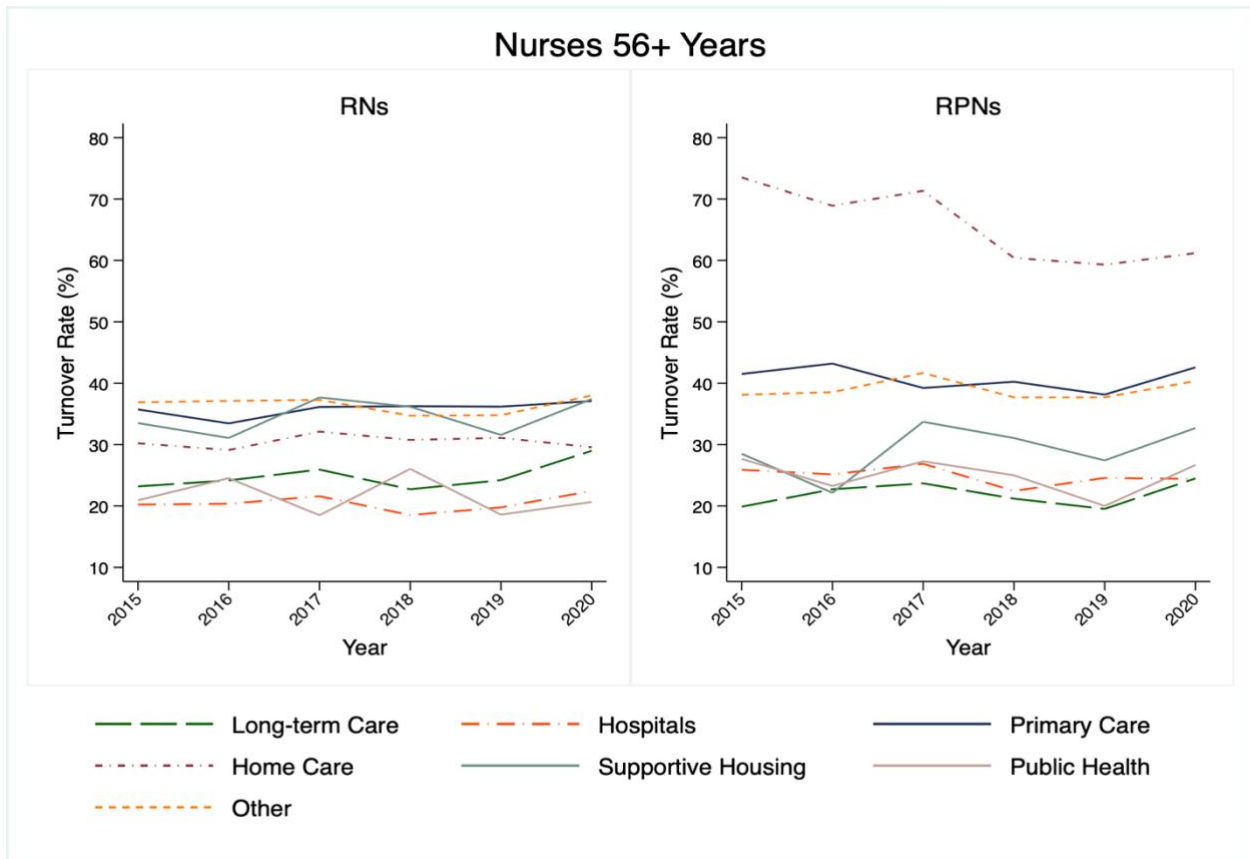 Nurses 56+ Years
RNs
80
70
60
50
40
30
20
10
Turnover Rate (%)
2015
2016
2017
2018
2019
2020
Year
RPNs
80
70
60
50
40
30
20
10
Turnover Rate (%)
2015
2016
2017
2018
2019
2020
Year
Long-term Care
Hospitals
Primary Care
Home Care
Supportive Housing
Public Health
Other